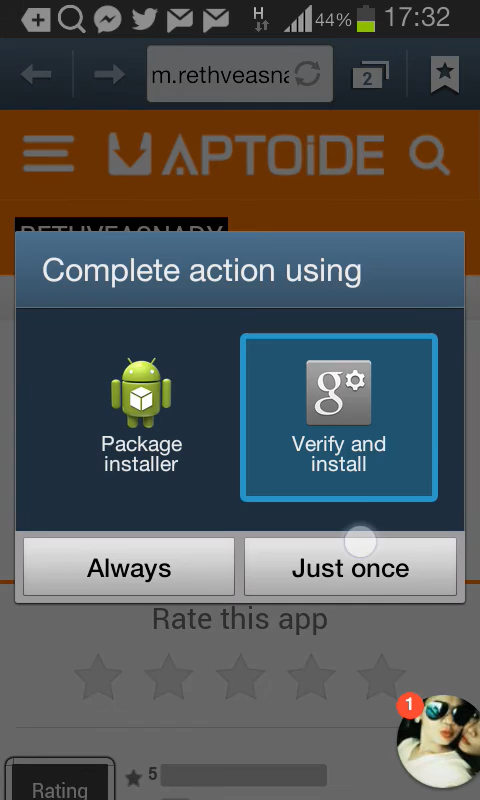 H 44% 17:32
m.rethveasna
2
APTOiDE
RETHVEASNADY
Complete action using
Package
installer
g
Verify and
install
Always
Just once
Rate this app
1
Rating
5